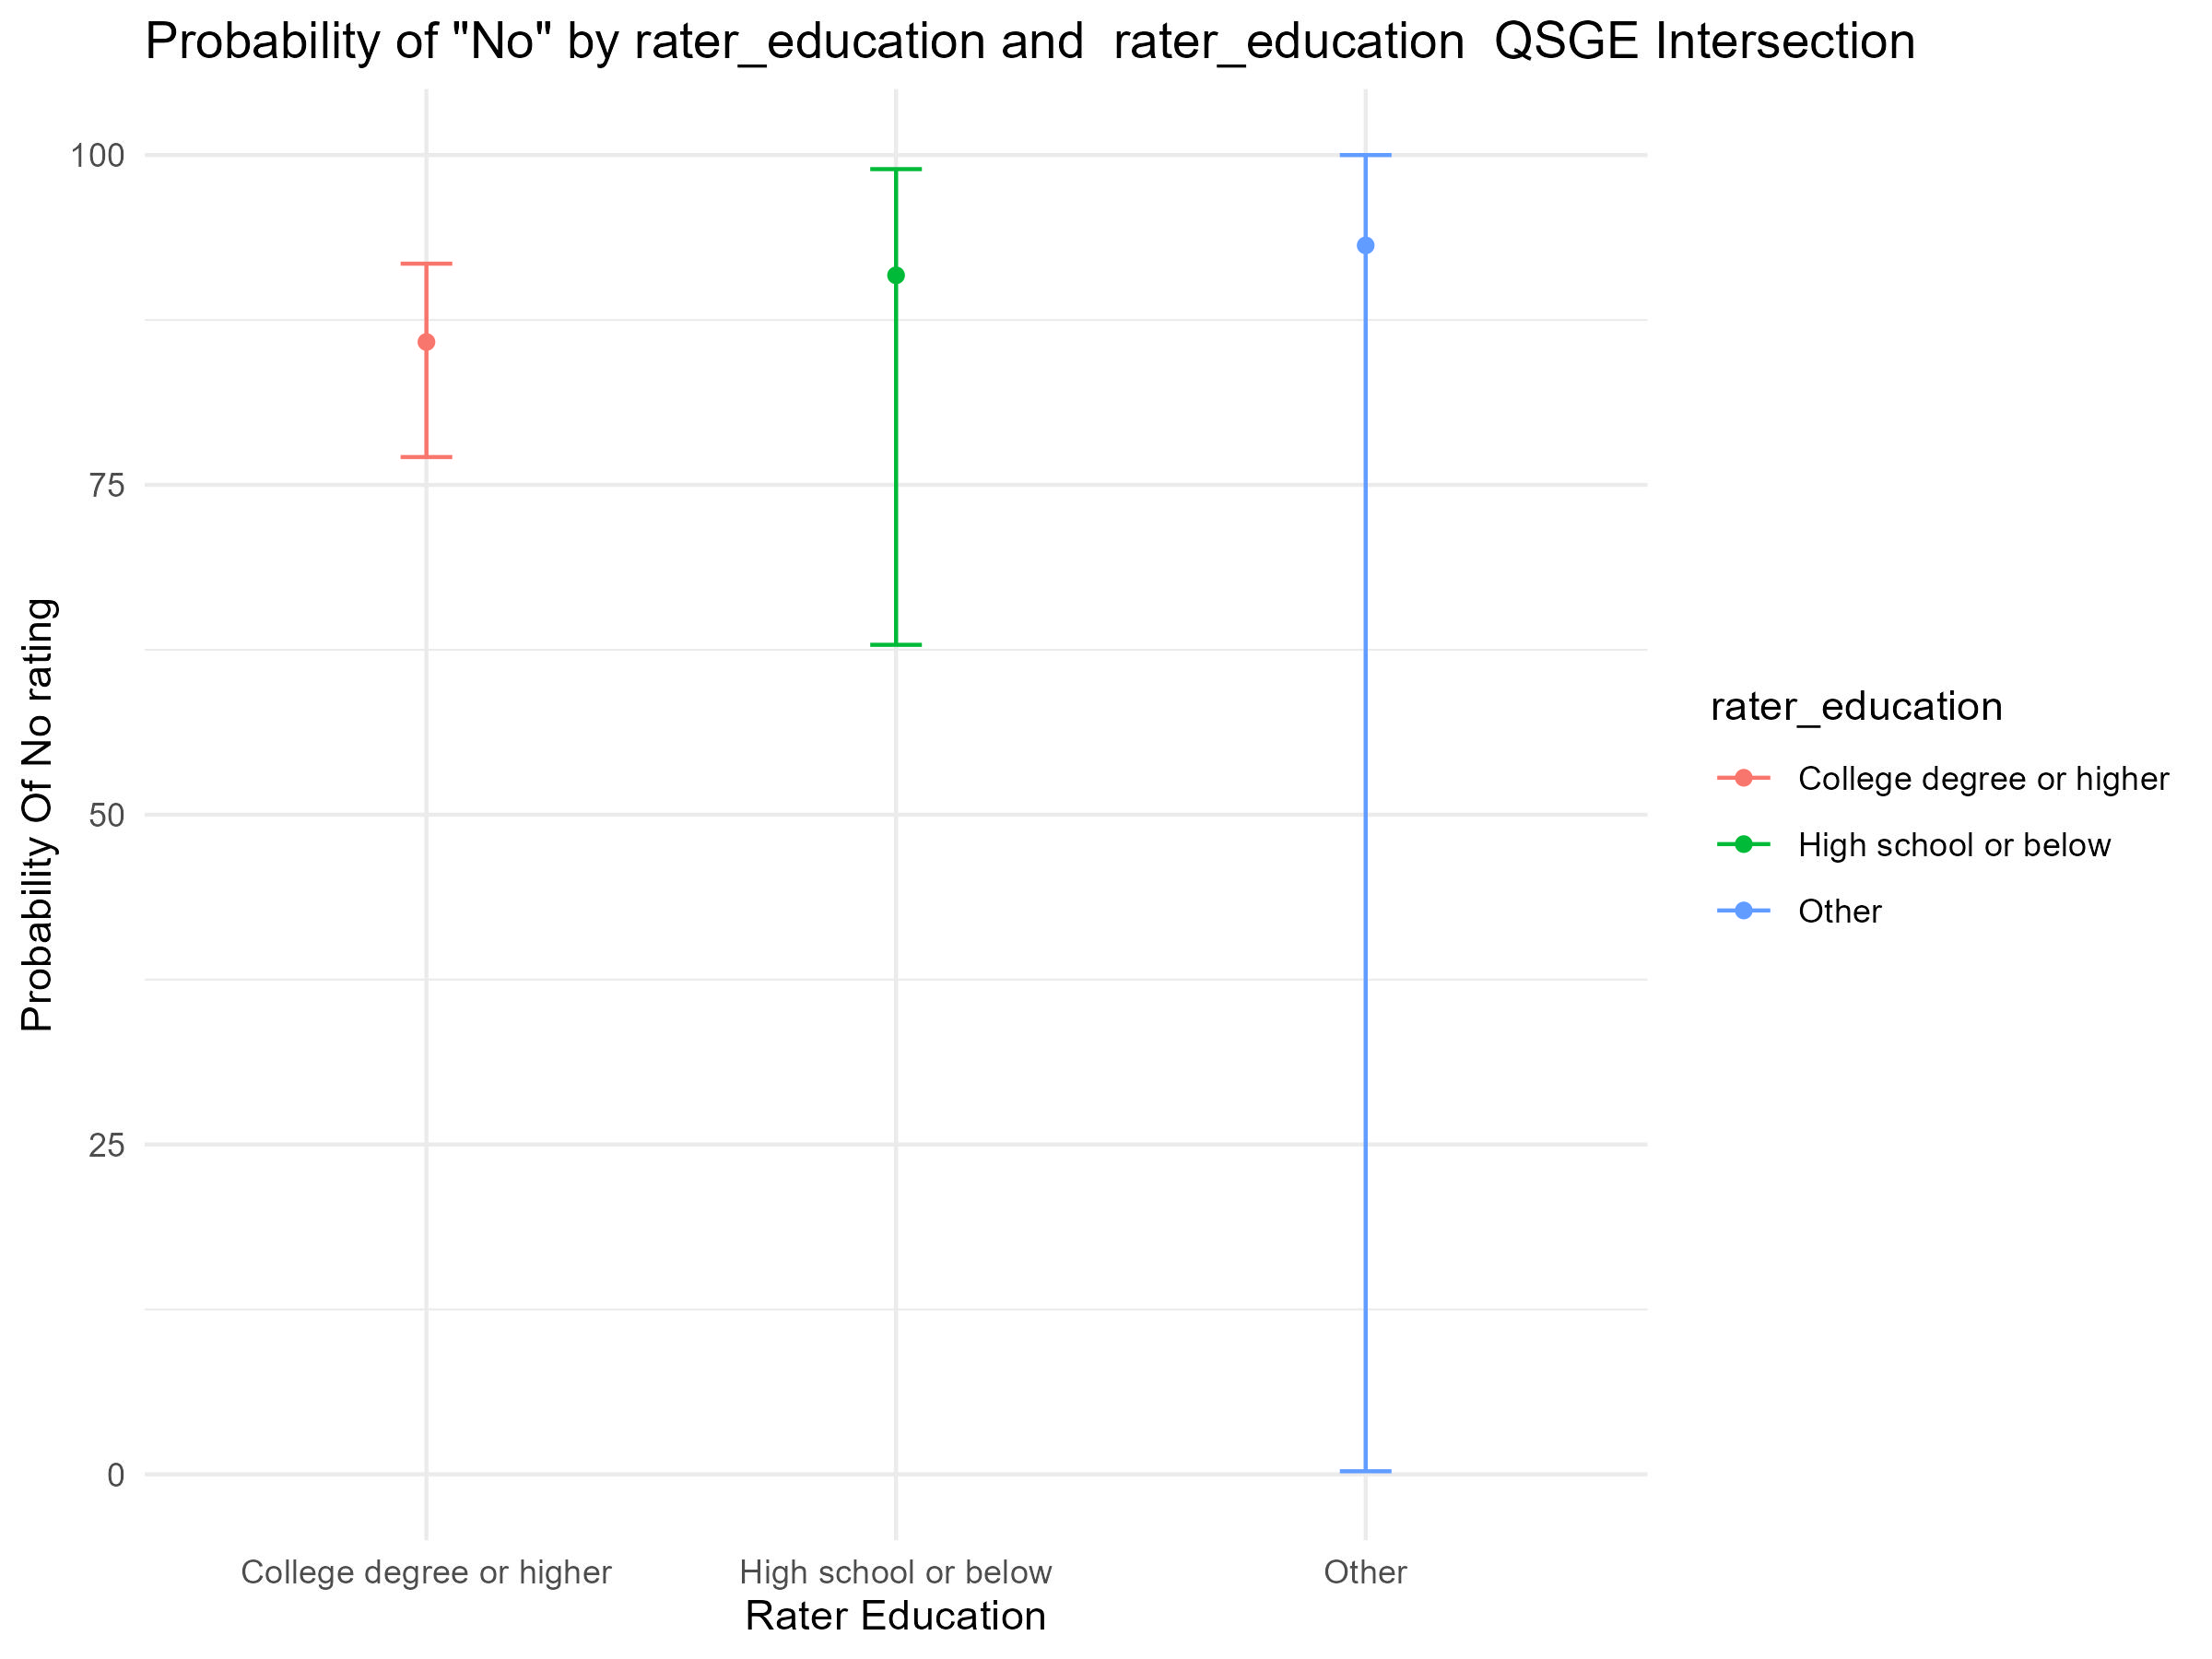 Probability of "No" by rater_education and  rater_education  QSGE Intersection
100
75
50
25
0
Probability Of No rating
College degree or higher
High school or below
Other
Rater Education
rater_education
College degree or higher
High school or below
Other